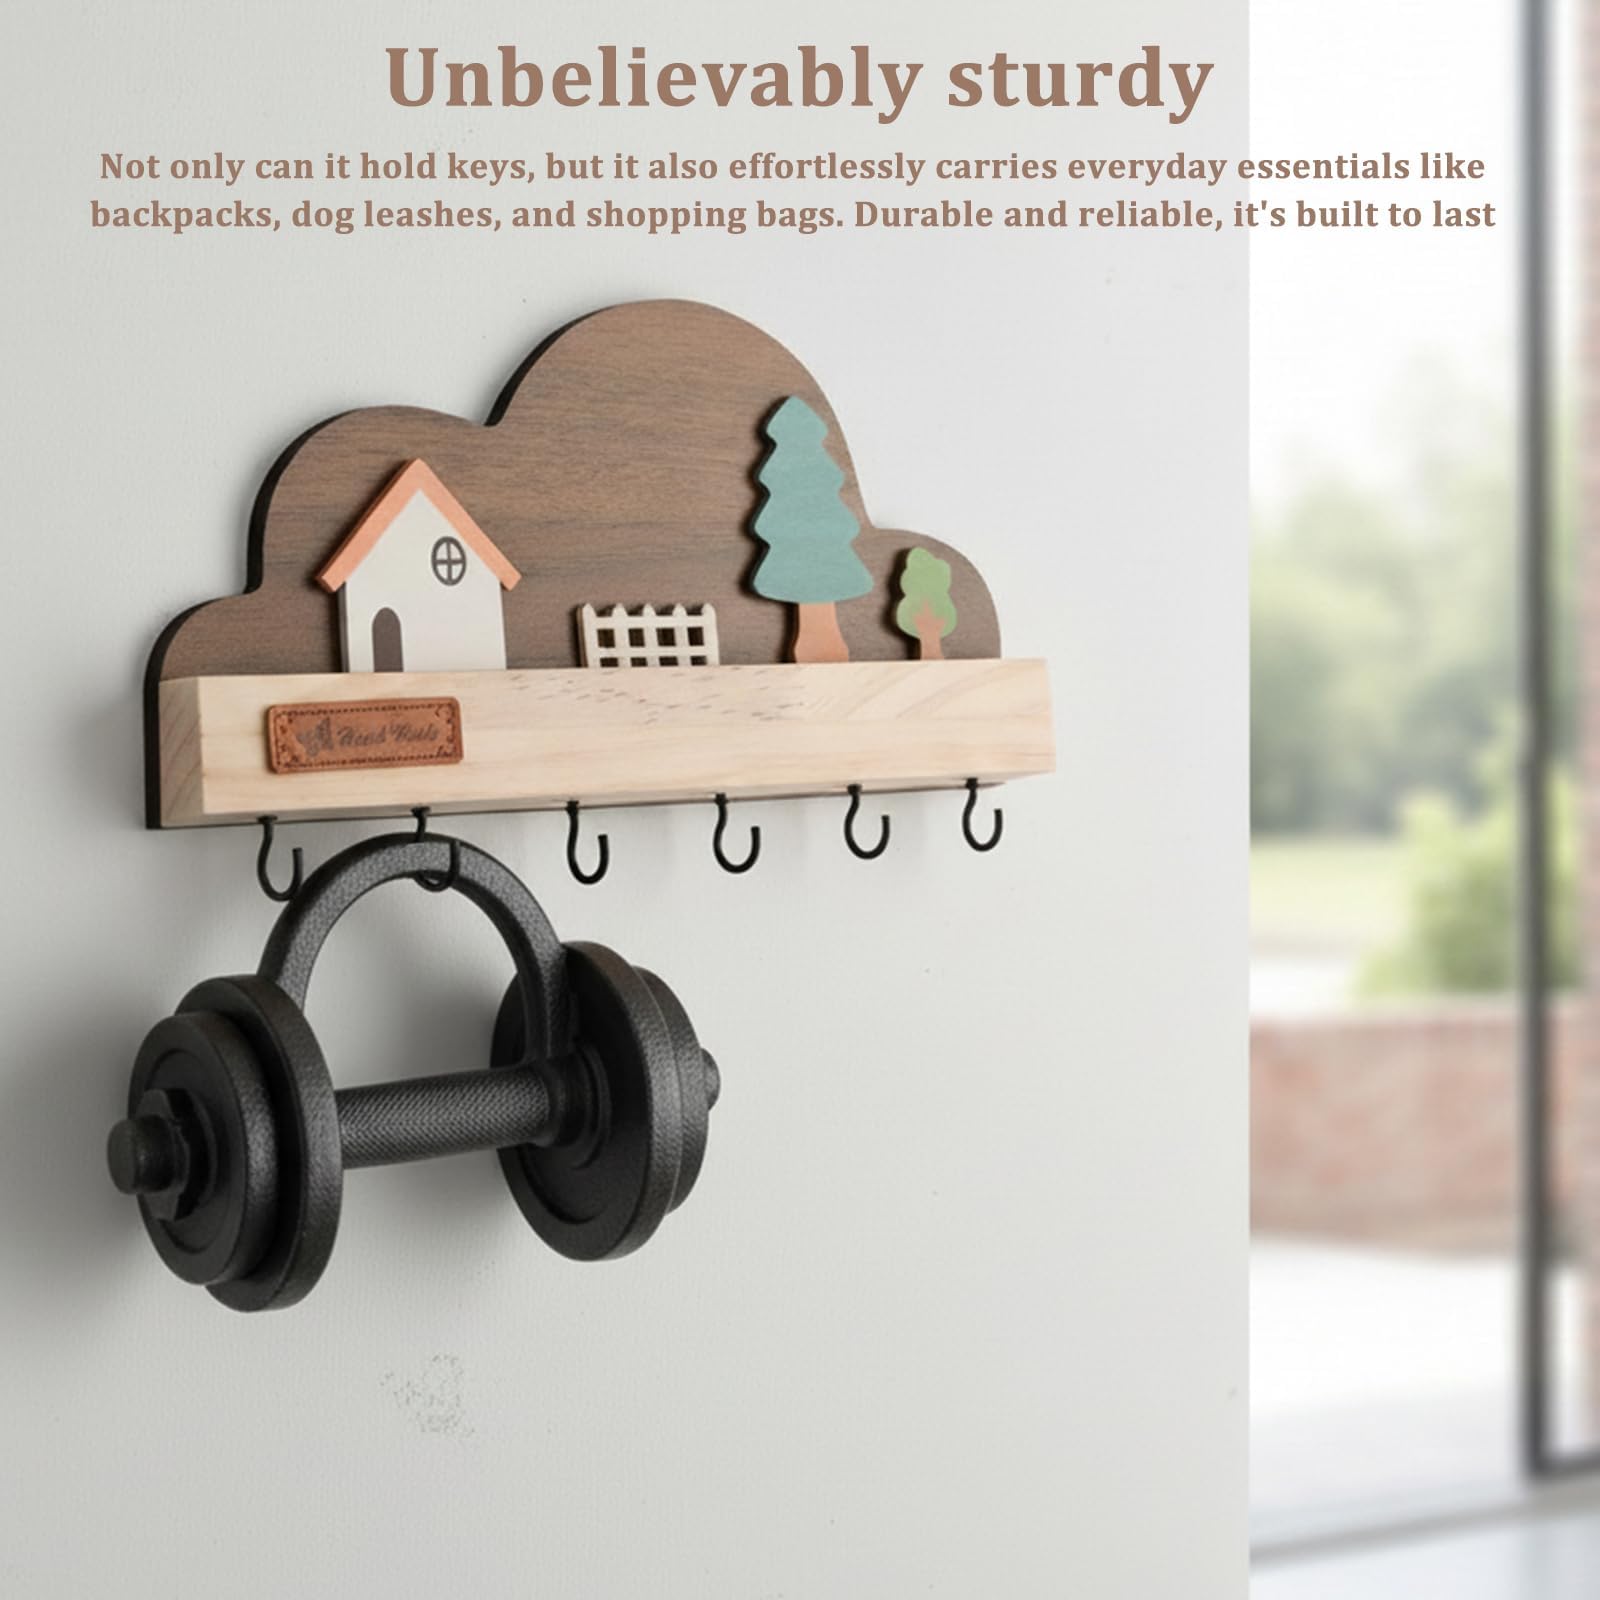 Unbelievably sturdy
Not only can it hold keys, but it also effortlessly carries everyday essentials like
backpacks, dog leashes, and shopping bags. Durable and reliable, it's built to last